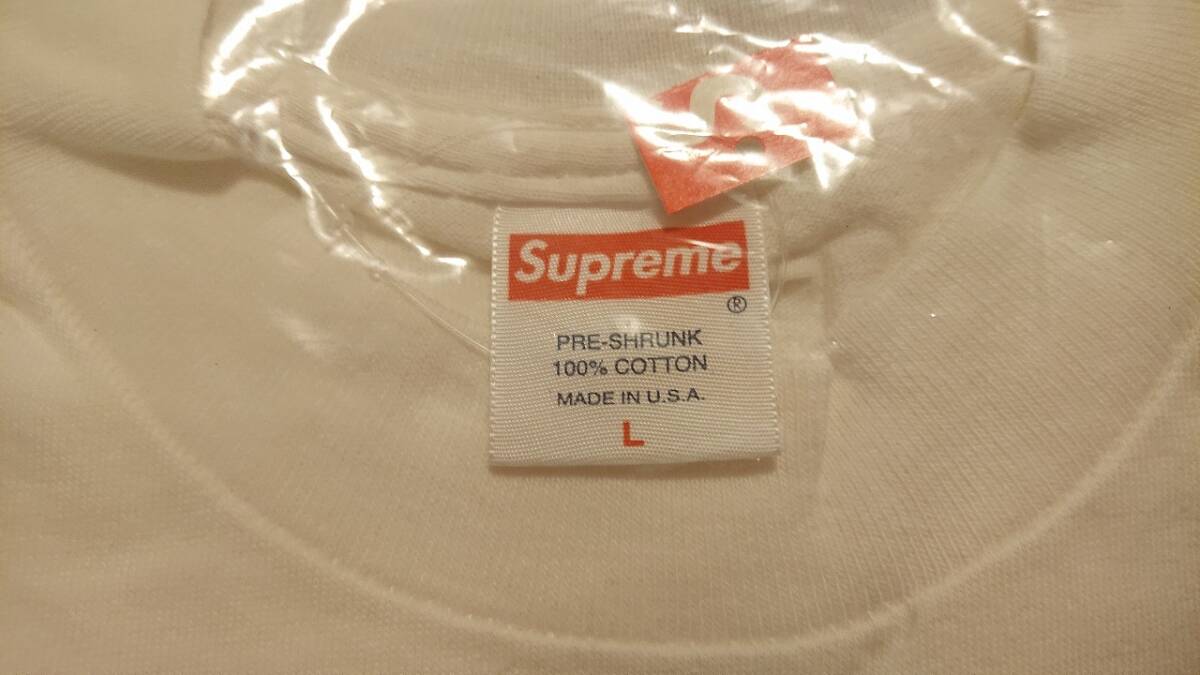 Supreme
®
PRE-SHRUNK
100% COTTON
MADE IN U.S.A.
L